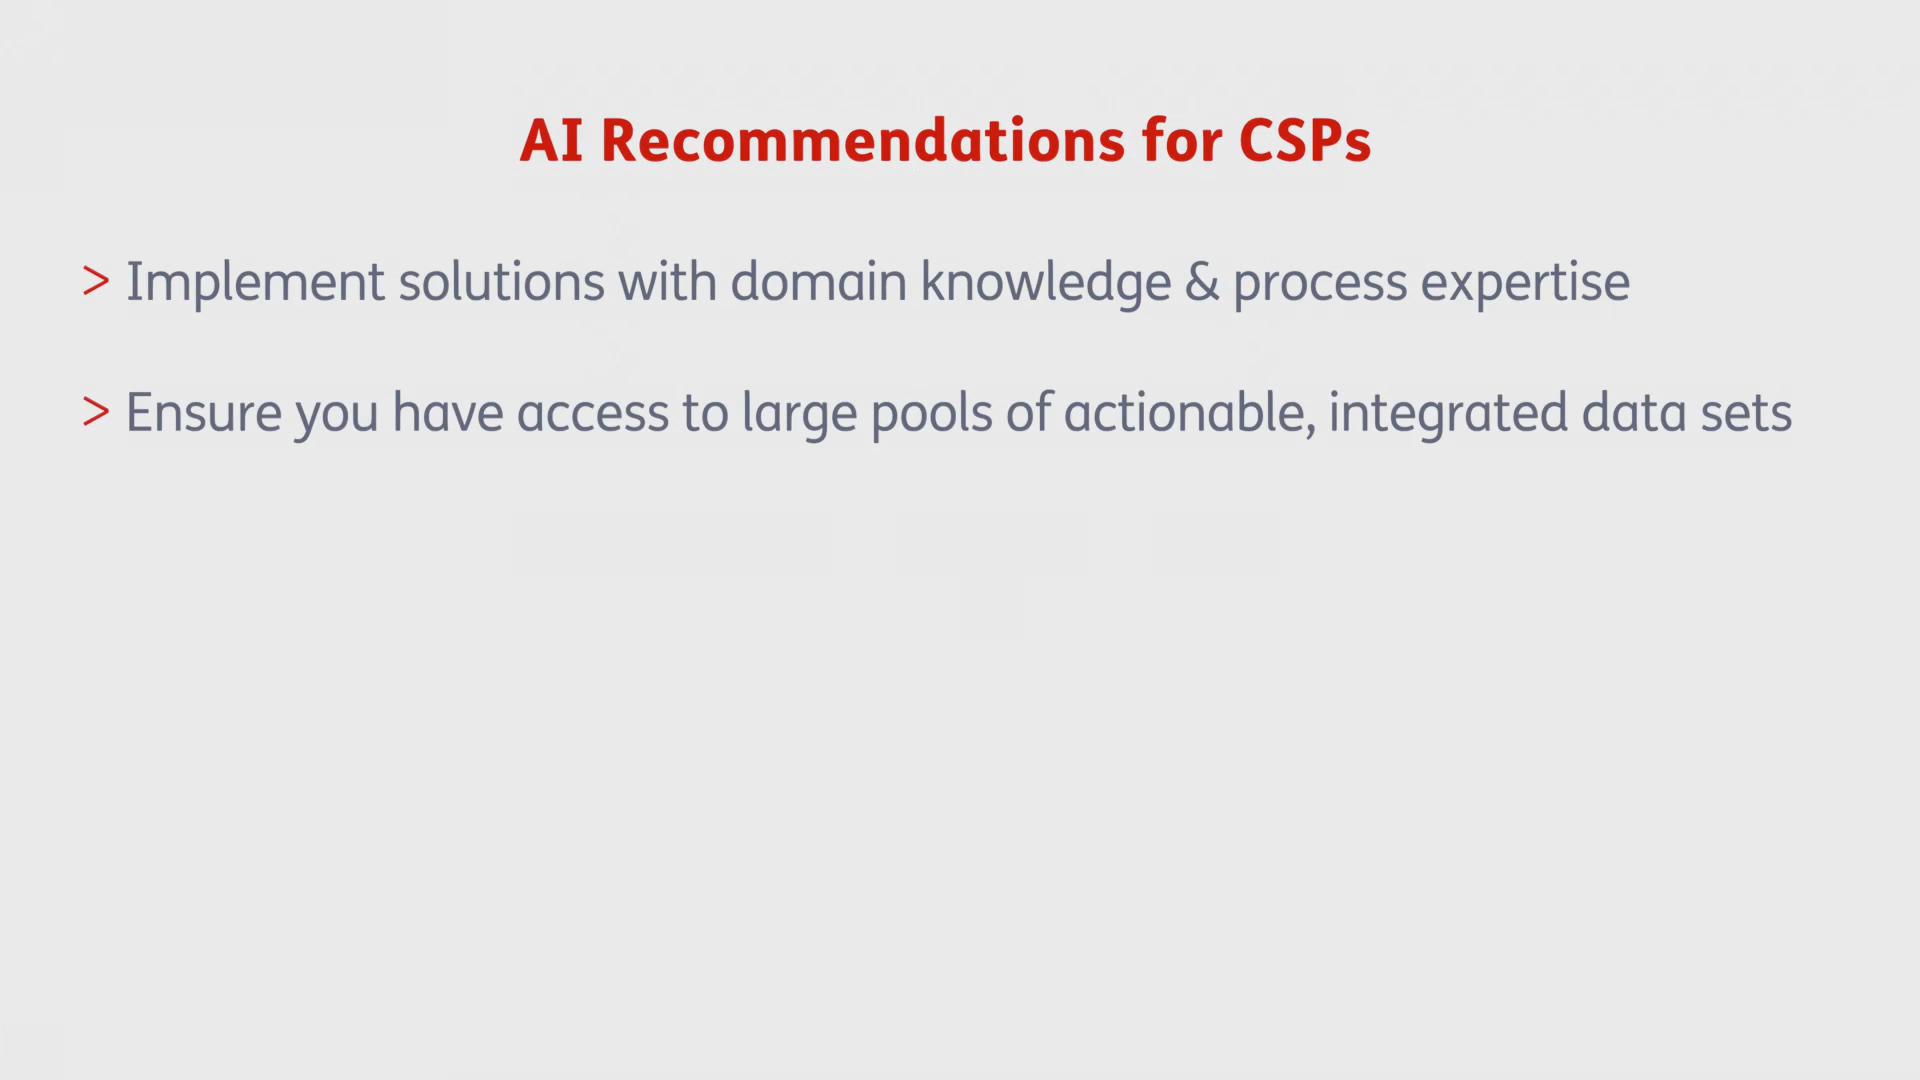 AI Recommendations for CSPs
> Implement solutions with domain knowledge & process expertise
> Ensure you have access to large pools of actionable, integrated data sets